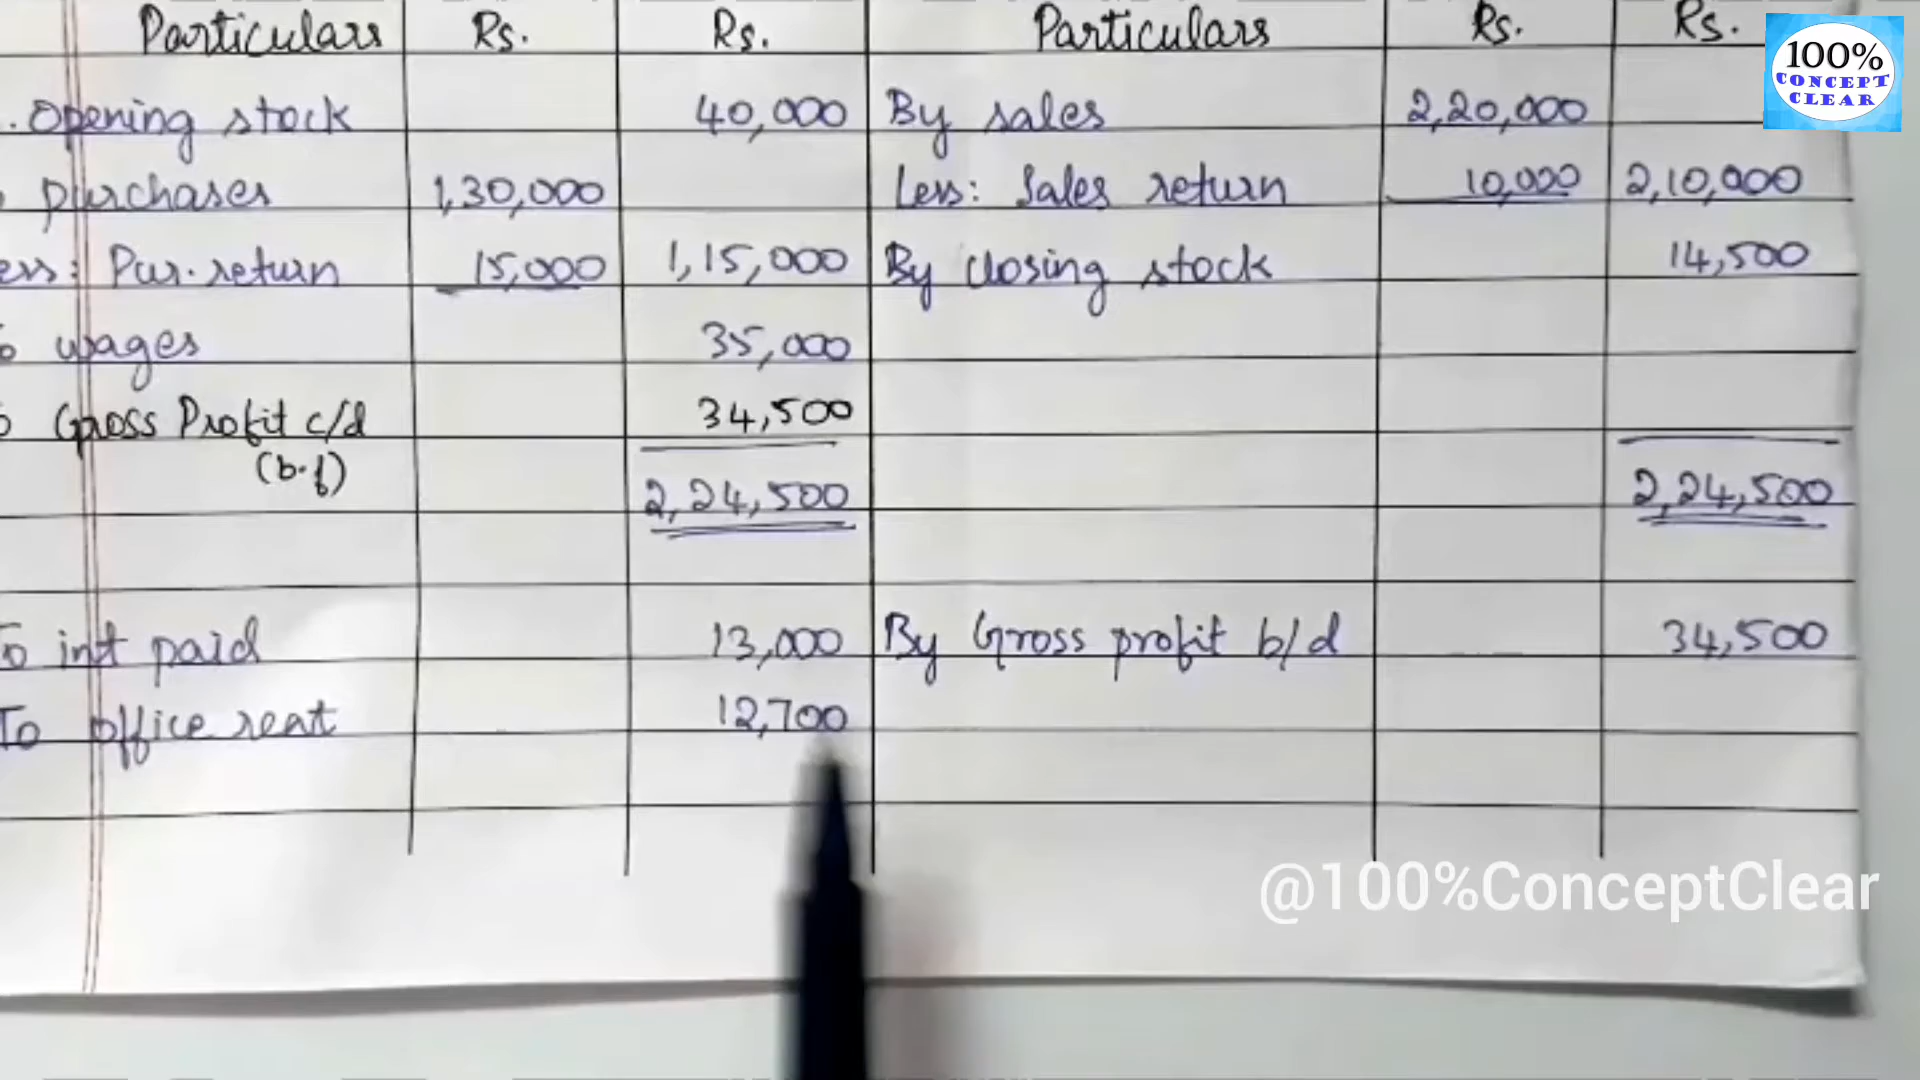 Particulars Rs. Rs. Particulars Rs. Rs.
Opening stock 40,000 By sales 2,20,000
purchases 1,30,000 Less: Sales return 10,000 2,10,000
ess: Pur. return 15,000 1,15,000 By closing stock 14,500
o wages 35,000
o Gross Profit c/d 34,500
(b.f)
2,24,500 2,24,500
To int paid 13,000 By Gross profit b/d 34,500
To office rent 12,700
100%
CONCEPT
CLEAR
@100%ConceptClear